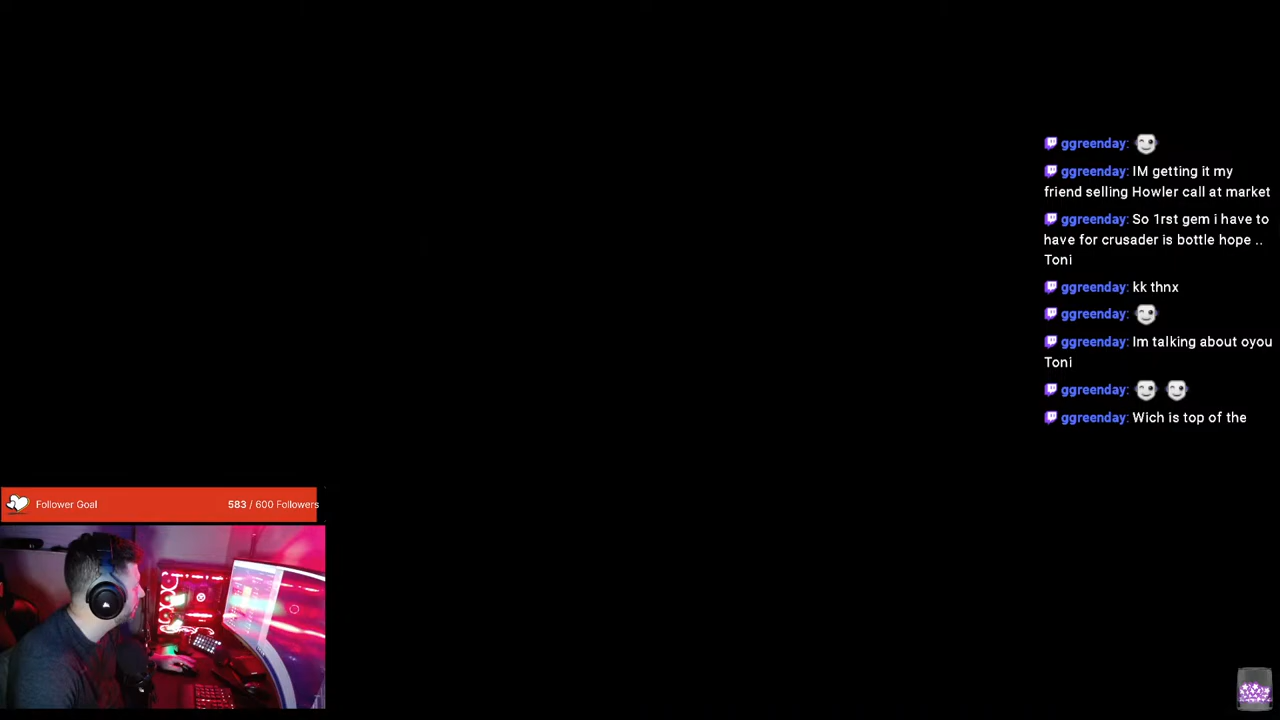 ggreenday:
ggreenday: IM getting it my
friend selling Howler call at market
ggreenday: So 1rst gem i have to
have for crusader is bottle hope ..
Toni
ggreenday: kk thnx
ggreenday:
ggreenday: Im talking about oyou
Toni
ggreenday:
ggreenday: Wich is top of the
Follower Goal 583 / 600 Followers